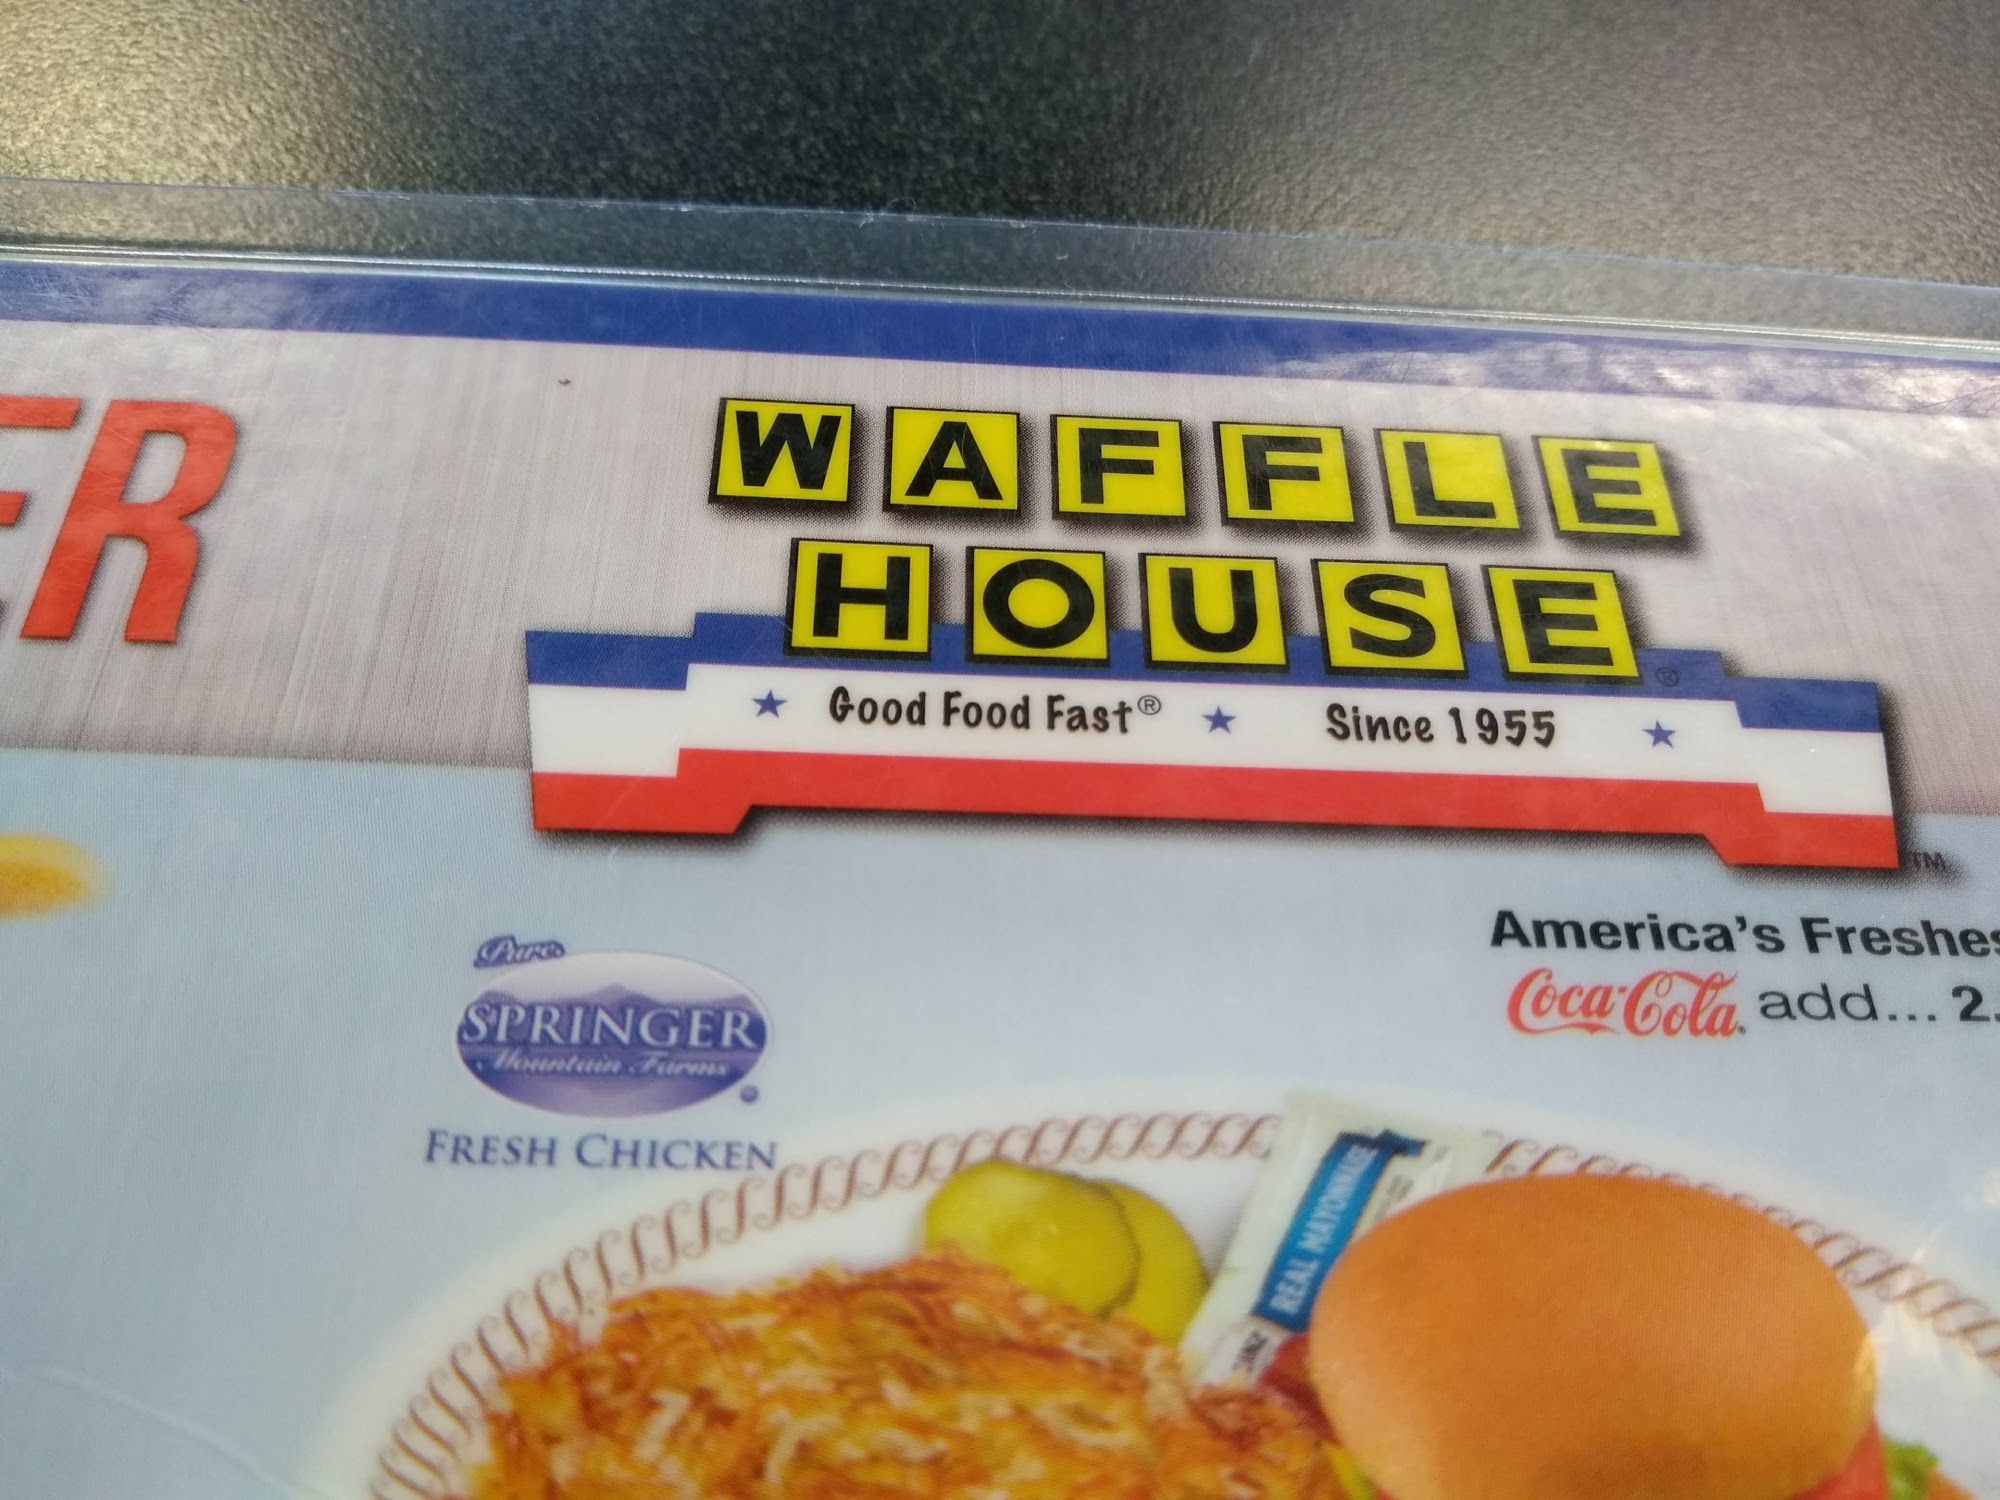 ER
WAFFLE
HOUSE®
Good Food Fast® Since 1955
TM
Pure
SPRINGER
Mountain Farms
®
FRESH CHICKEN
America's Freshes
Coca-Cola® add... 2.
REAL MAYONNAISE